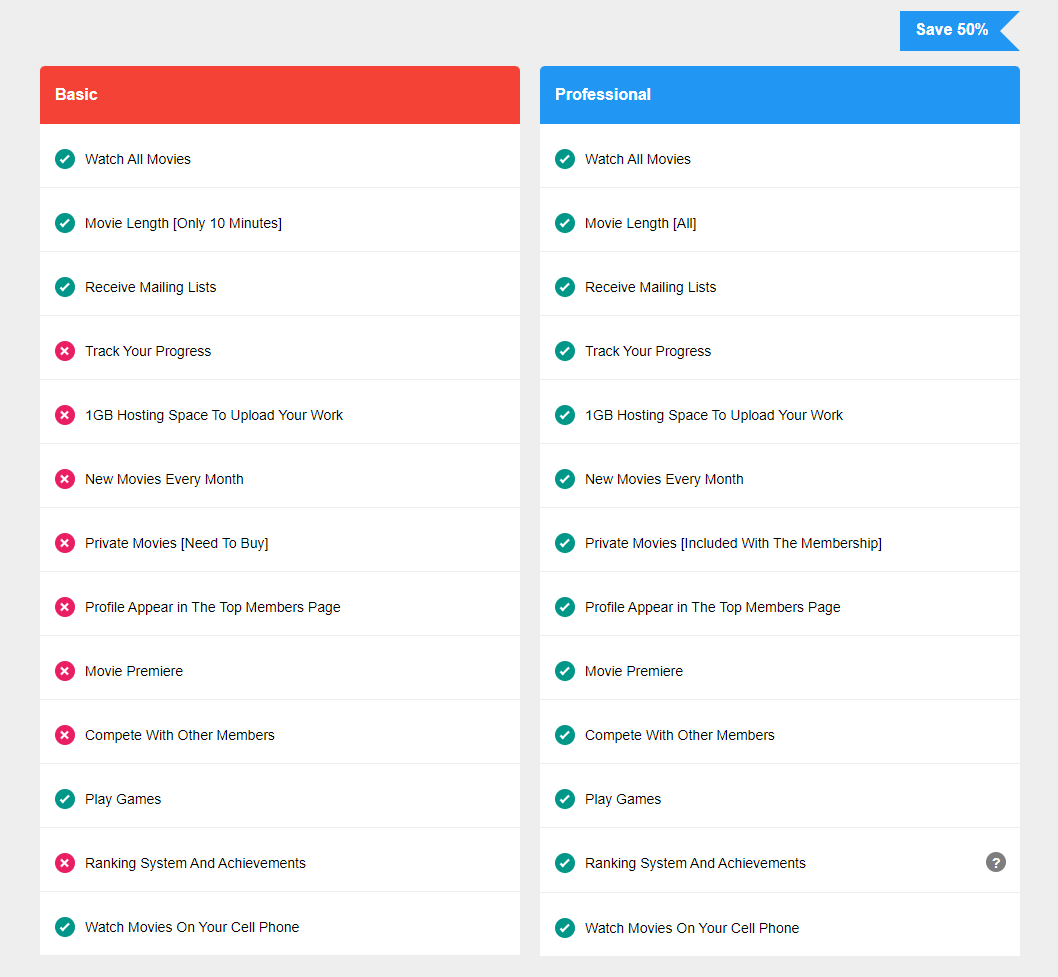 Save 50%
Basic
Watch All Movies
Movie Length [Only 10 Minutes]
Receive Mailing Lists
Track Your Progress
1GB Hosting Space To Upload Your Work
New Movies Every Month
Private Movies [Need To Buy]
Profile Appear in The Top Members Page
Movie Premiere
Compete With Other Members
Play Games
Ranking System And Achievements
Watch Movies On Your Cell Phone
Professional
Watch All Movies
Movie Length [All]
Receive Mailing Lists
Track Your Progress
1GB Hosting Space To Upload Your Work
New Movies Every Month
Private Movies [Included With The Membership]
Profile Appear in The Top Members Page
Movie Premiere
Compete With Other Members
Play Games
Ranking System And Achievements ?
Watch Movies On Your Cell Phone